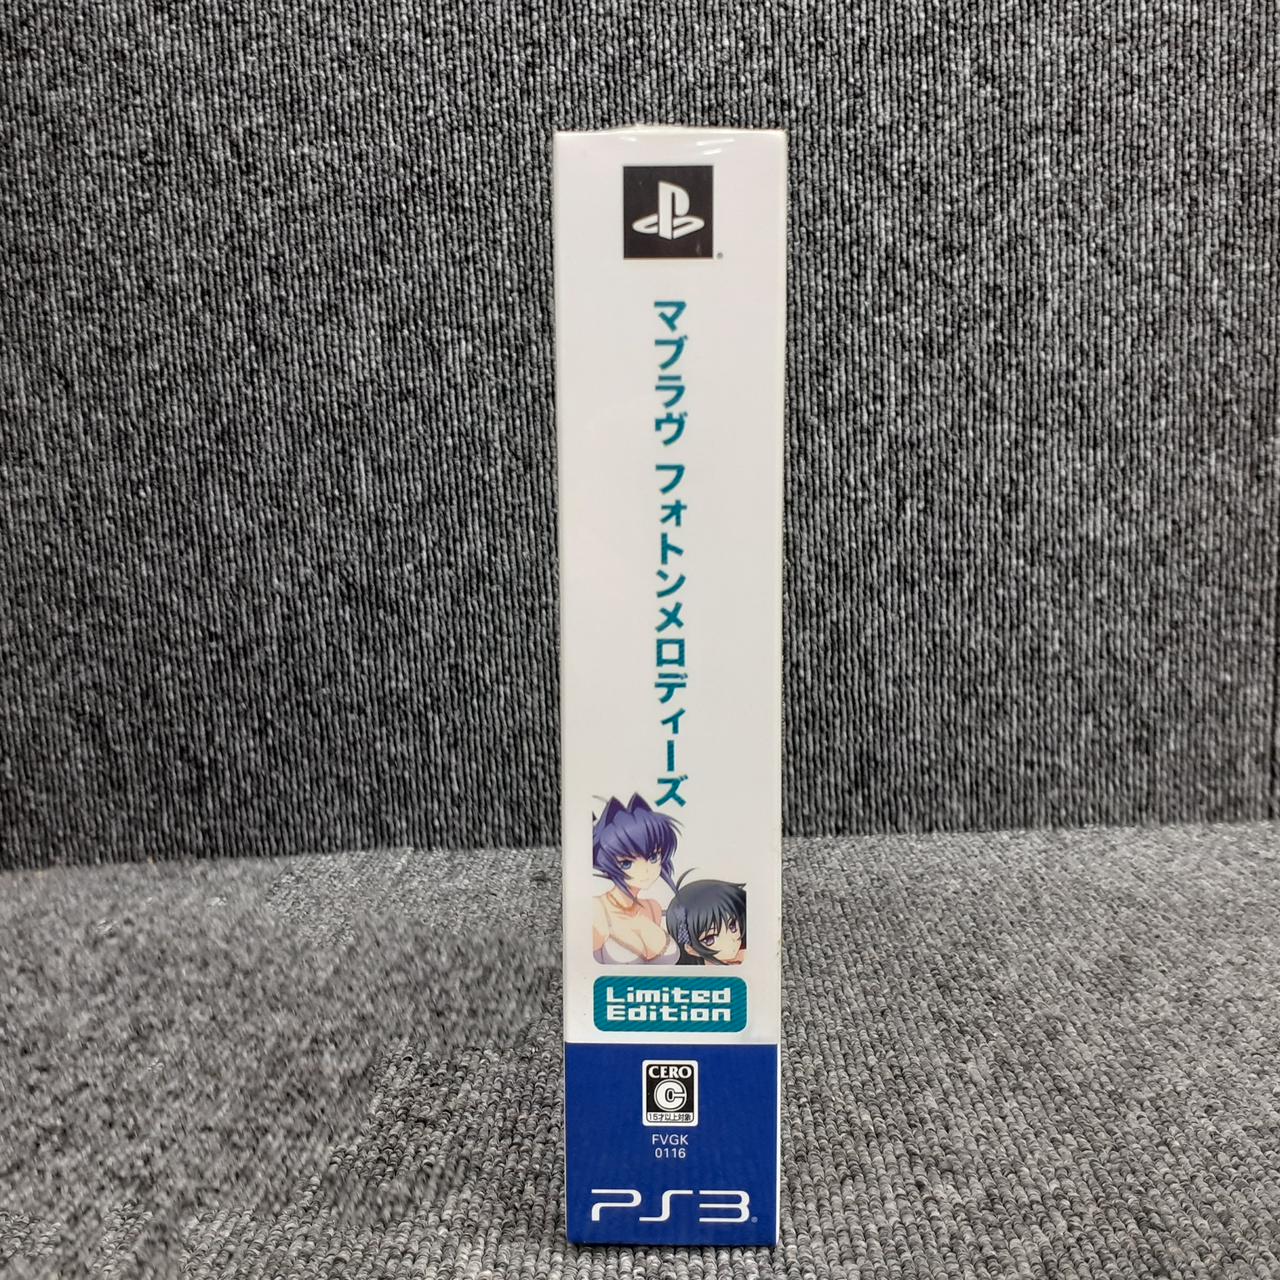 マブラヴ フォトンメロディーズ
Limited
Edition
CERO
C
15才以上対象
FVGK
0116
PS3